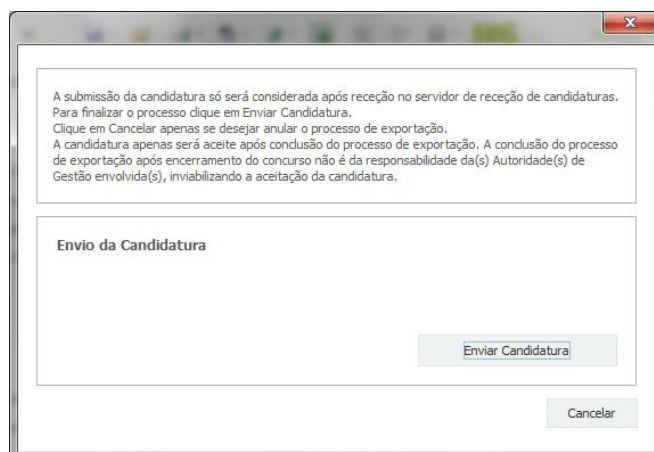 A submissão da candidatura só será considerada após receção no servidor de receção de candidaturas.
Para finalizar o processo clique em Enviar Candidatura.
Clique em Cancelar apenas se desejar anular o processo de exportação.
A candidatura apenas será aceite após conclusão do processo de exportação. A conclusão do processo
de exportação após encerramento do concurso não é da responsabilidade da(s) Autoridade(s) de
Gestão envolvida(s), inviabilizando a aceitação da candidatura.
Envio da Candidatura
Enviar Candidatura
Cancelar